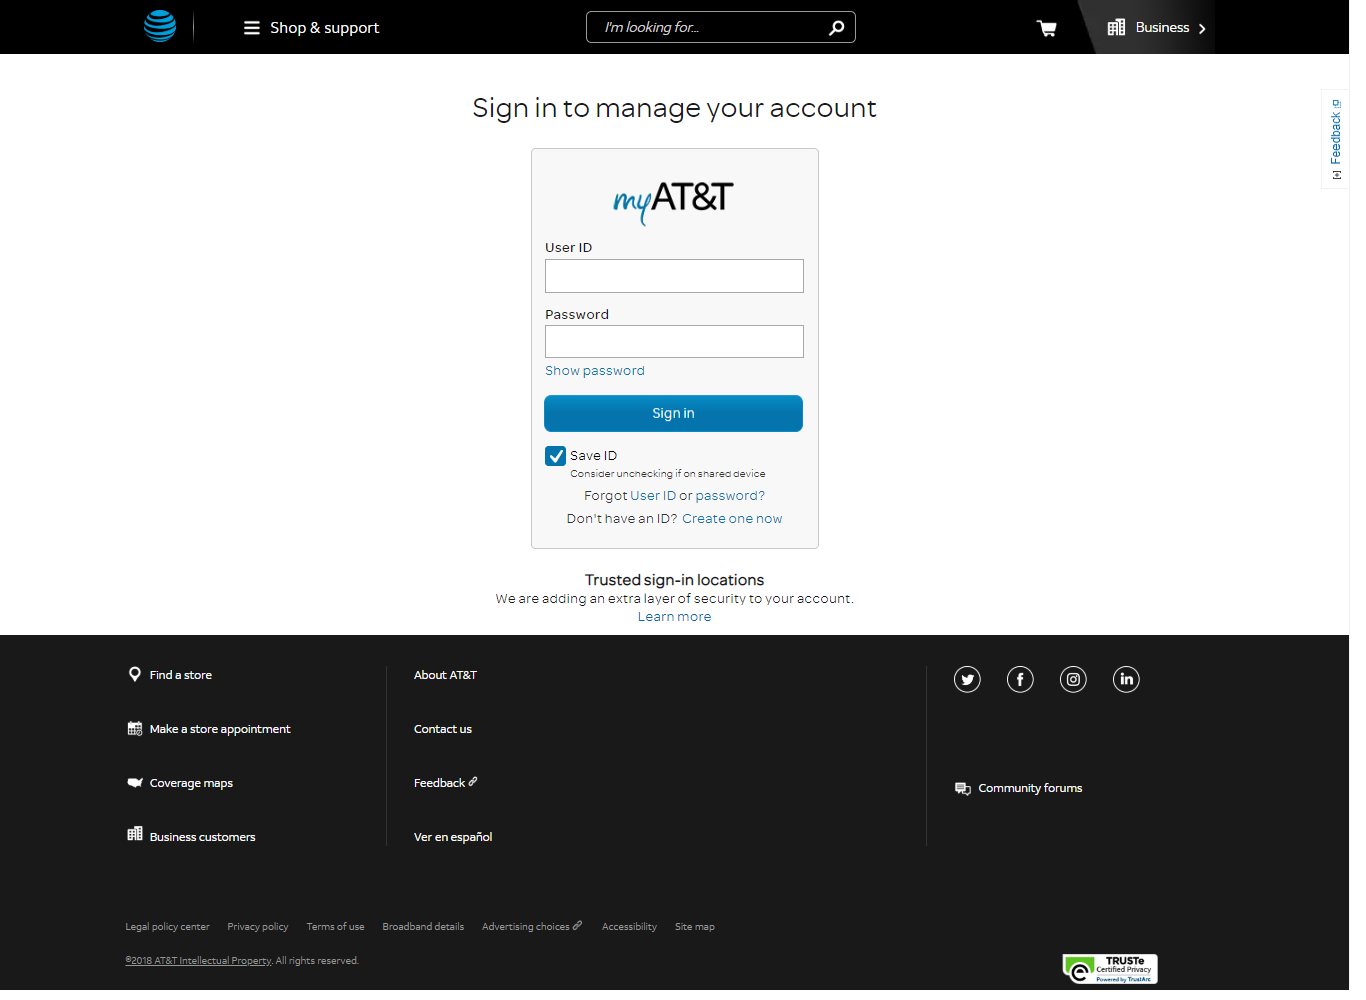 Shop & support
I'm looking for...
Business
Feedback
Sign in to manage your account
myAT&T
User ID
Password
Show password
Sign in
Save ID
Consider unchecking if on shared device
Forgot User ID or password?
Don't have an ID? Create one now
Trusted sign-in locations
We are adding an extra layer of security to your account.
Learn more
Find a store
Make a store appointment
Coverage maps
Business customers
About AT&T
Contact us
Feedback
Ver en español
Community forums
Legal policy center Privacy policy Terms of use Broadband details Advertising choices Accessibility Site map
©2018 AT&T Intellectual Property. All rights reserved.
TRUSTe
Certified Privacy
Powered by TrustArc